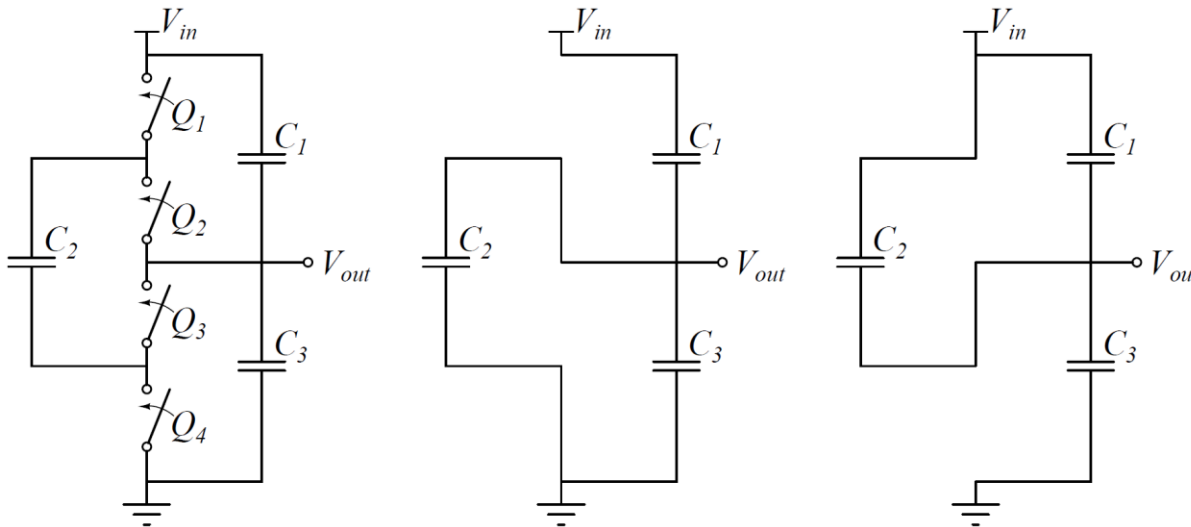 V_in
Q_1
C_1
Q_2
C_2
V_out
Q_3
C_3
Q_4
V_in
C_1
C_2
V_out
C_3
V_in
C_1
C_2
V_ou
C_3